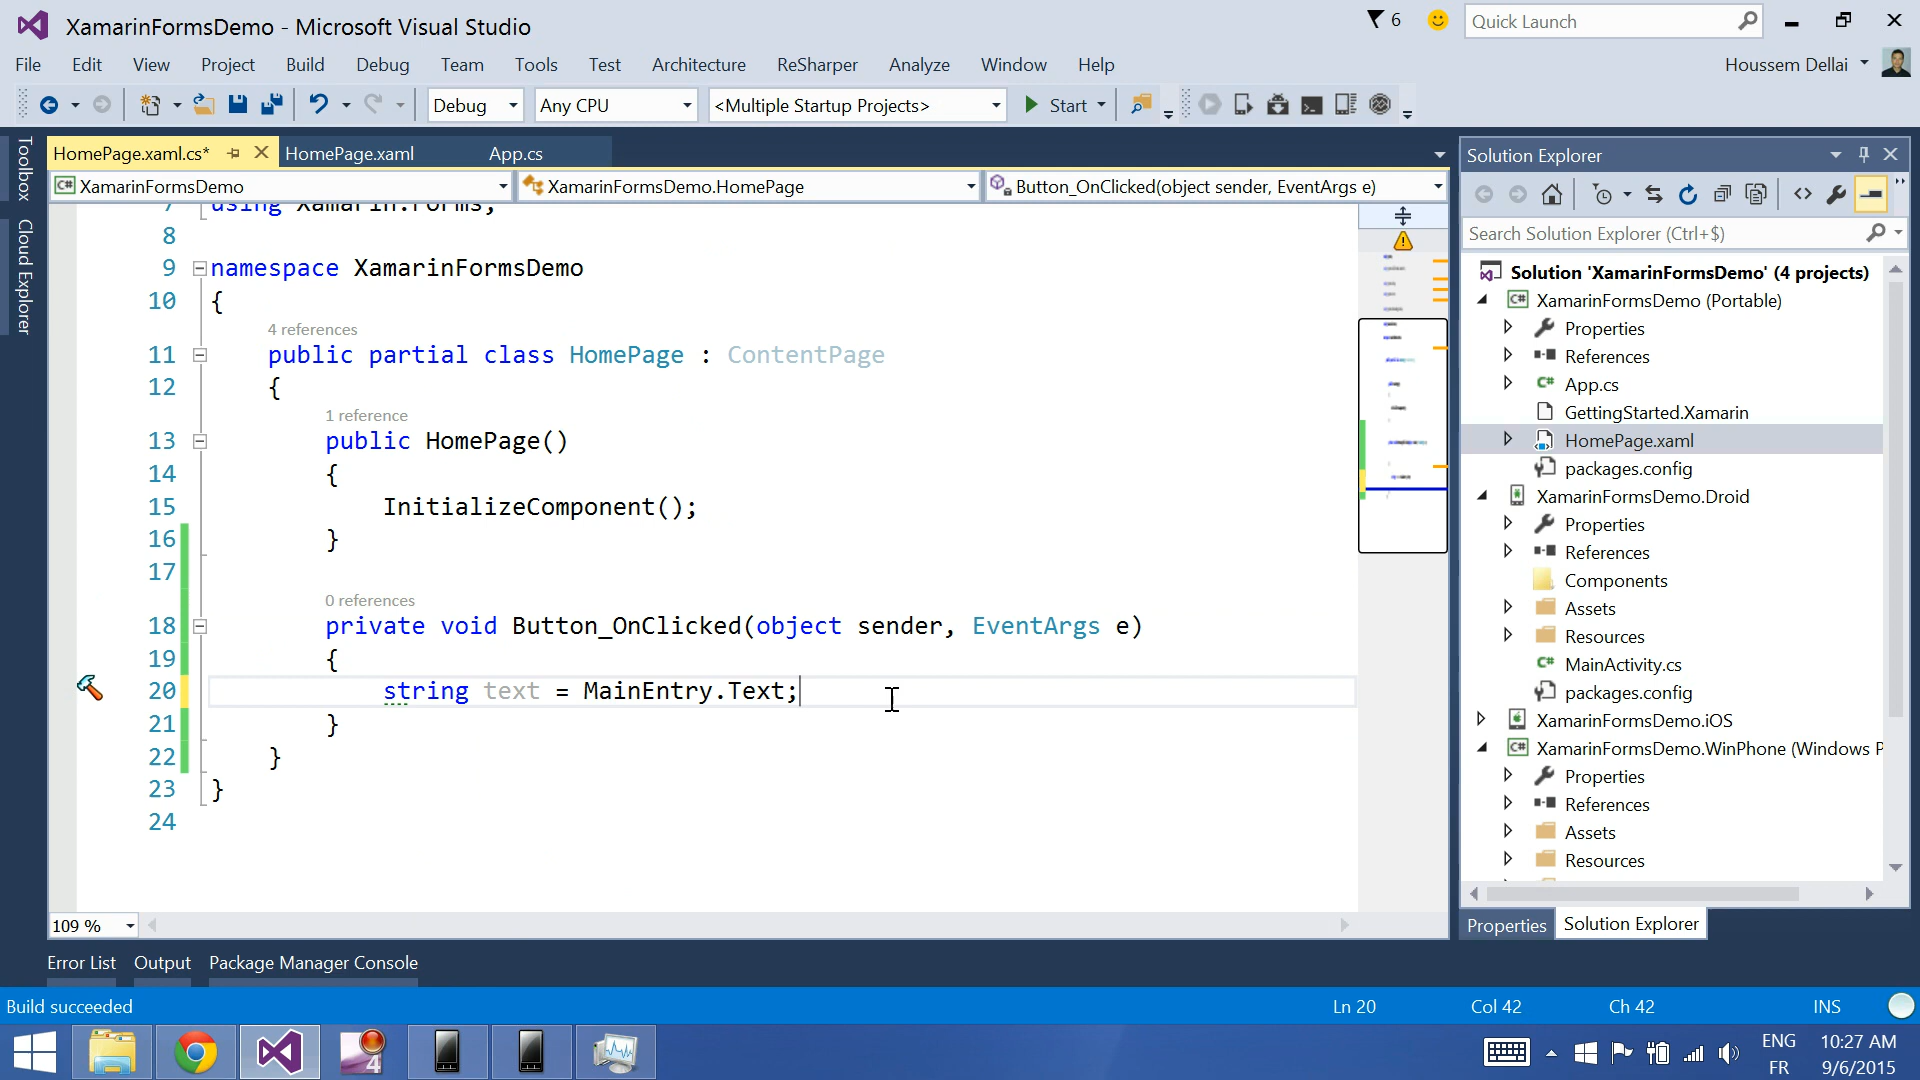 XamarinFormsDemo - Microsoft Visual Studio
6
Quick Launch
File Edit View Project Build Debug Team Tools Test Architecture ReSharper Analyze Window Help
Houssem Dellai
Debug
Any CPU
<Multiple Startup Projects>
Start
Toolbox
Cloud Explorer
HomePage.xaml.cs*
HomePage.xaml
App.cs
XamarinFormsDemo
XamarinFormsDemo.HomePage
Button_OnClicked(object sender, EventArgs e)
7 using Xamarin.Forms;
8
9 namespace XamarinFormsDemo
10 {
4 references
11 public partial class HomePage : ContentPage
12 {
1 reference
13 public HomePage()
14 {
15 InitializeComponent();
16 }
17
0 references
18 private void Button_OnClicked(object sender, EventArgs e)
19 {
20 string text = MainEntry.Text;
21 }
22 }
23 }
24
109 %
Solution Explorer
Search Solution Explorer (Ctrl+$)
Solution 'XamarinFormsDemo' (4 projects)
XamarinFormsDemo (Portable)
Properties
References
App.cs
GettingStarted.Xamarin
HomePage.xaml
packages.config
XamarinFormsDemo.Droid
Properties
References
Components
Assets
Resources
MainActivity.cs
packages.config
XamarinFormsDemo.iOS
XamarinFormsDemo.WinPhone (Windows P
Properties
References
Assets
Resources
Properties
Solution Explorer
Error List Output Package Manager Console
Build succeeded
Ln 20
Col 42
Ch 42
INS
4
ENG
FR
10:27 AM
9/6/2015